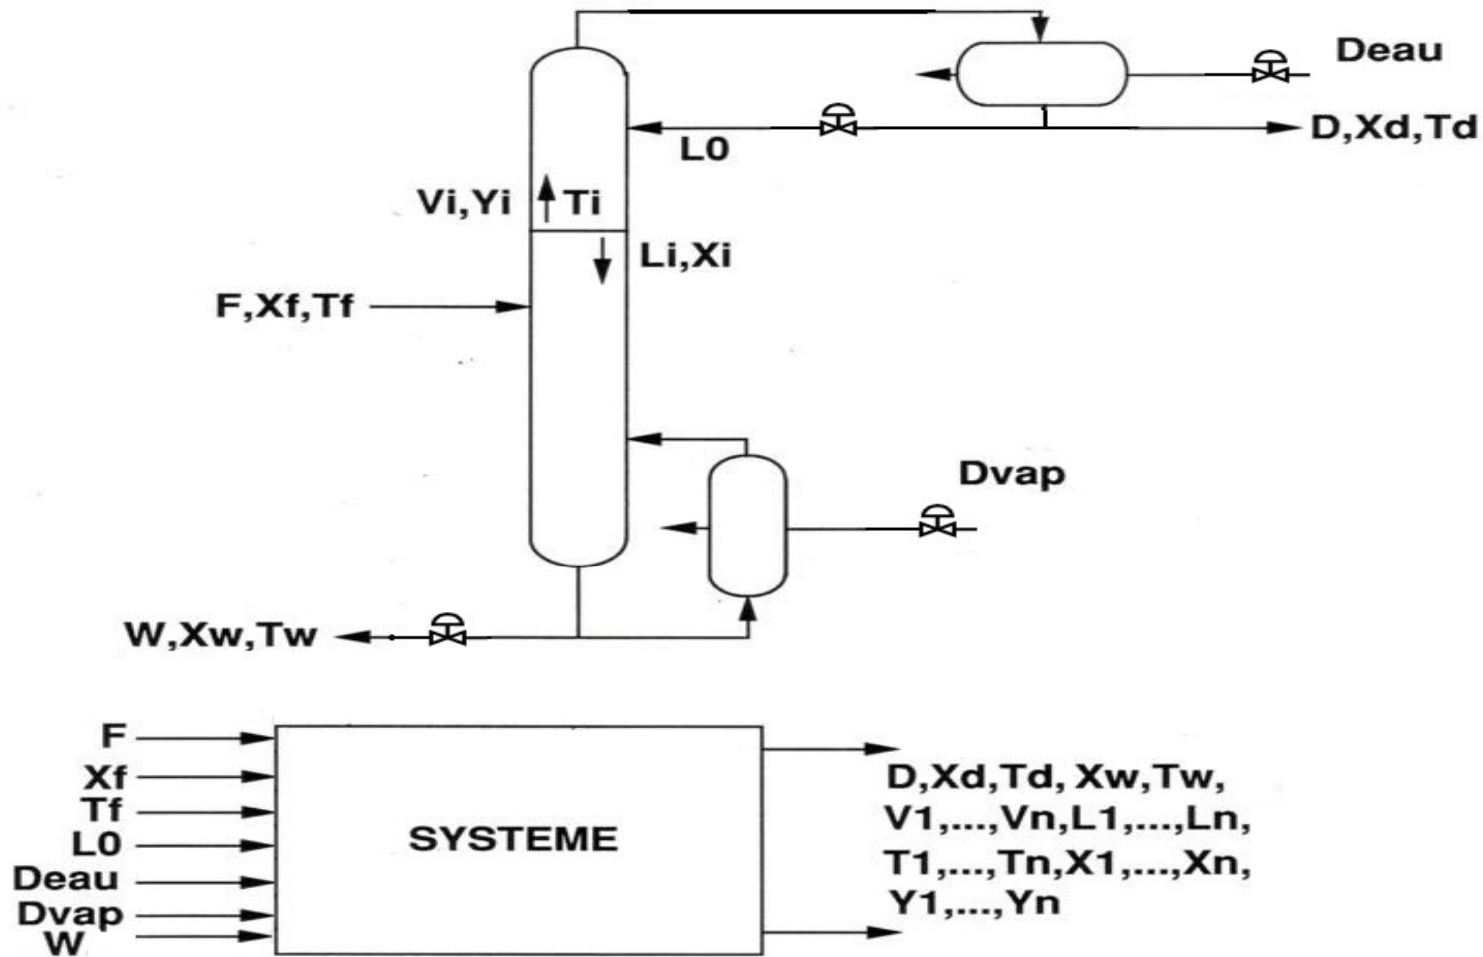 Deau
D,Xd,Td
L0
Vi,Yi
Ti
Li,Xi
F,Xf,Tf
Dvap
W,Xw,Tw
F
Xf
Tf
L0
Deau
Dvap
W
SYSTEME
D,Xd,Td, Xw,Tw,
V1,...,Vn,L1,...,Ln,
T1,...,Tn,X1,...,Xn,
Y1,...,Yn